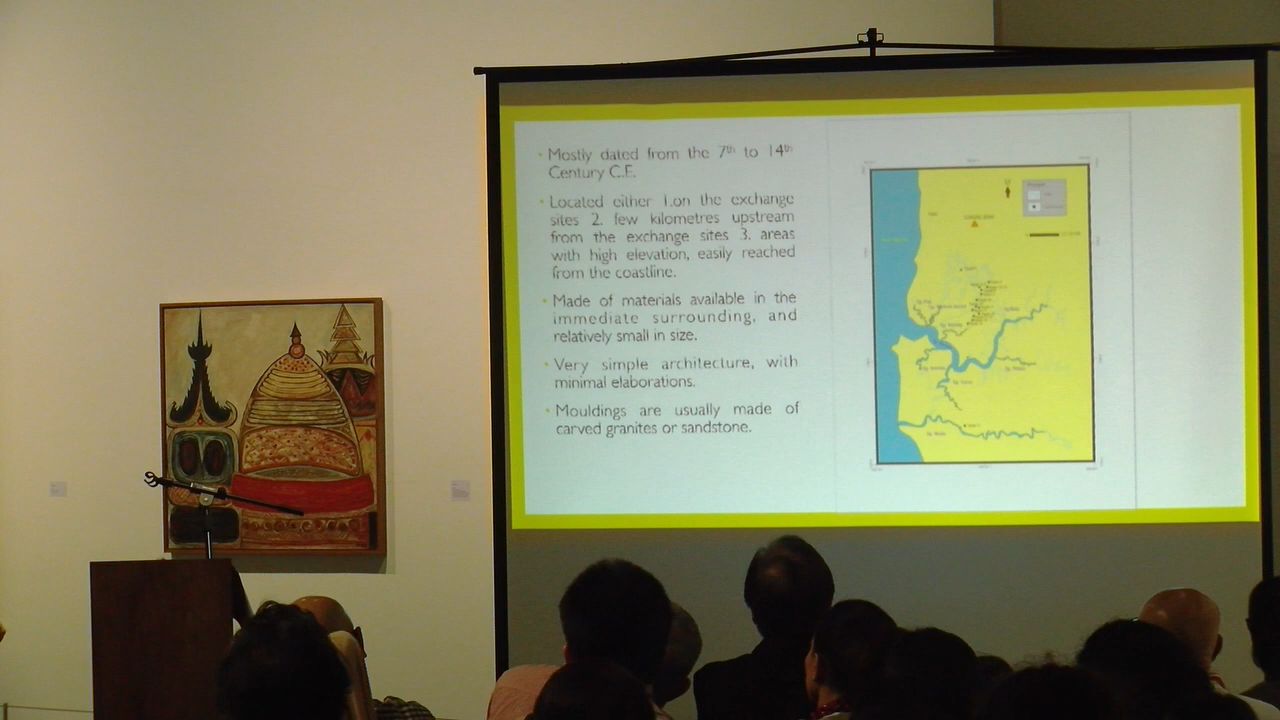 • Mostly dated from the 7th to 14th
Century C.E.
• Located either 1.on the exchange
sites 2. few kilometres upstream
from the exchange sites 3. areas
with high elevation, easily reached
from the coastline.
• Made of materials available in the
immediate surrounding, and
relatively small in size.
• Very simple architecture, with
minimal elaborations.
• Mouldings are usually made of
carved granites or sandstone.